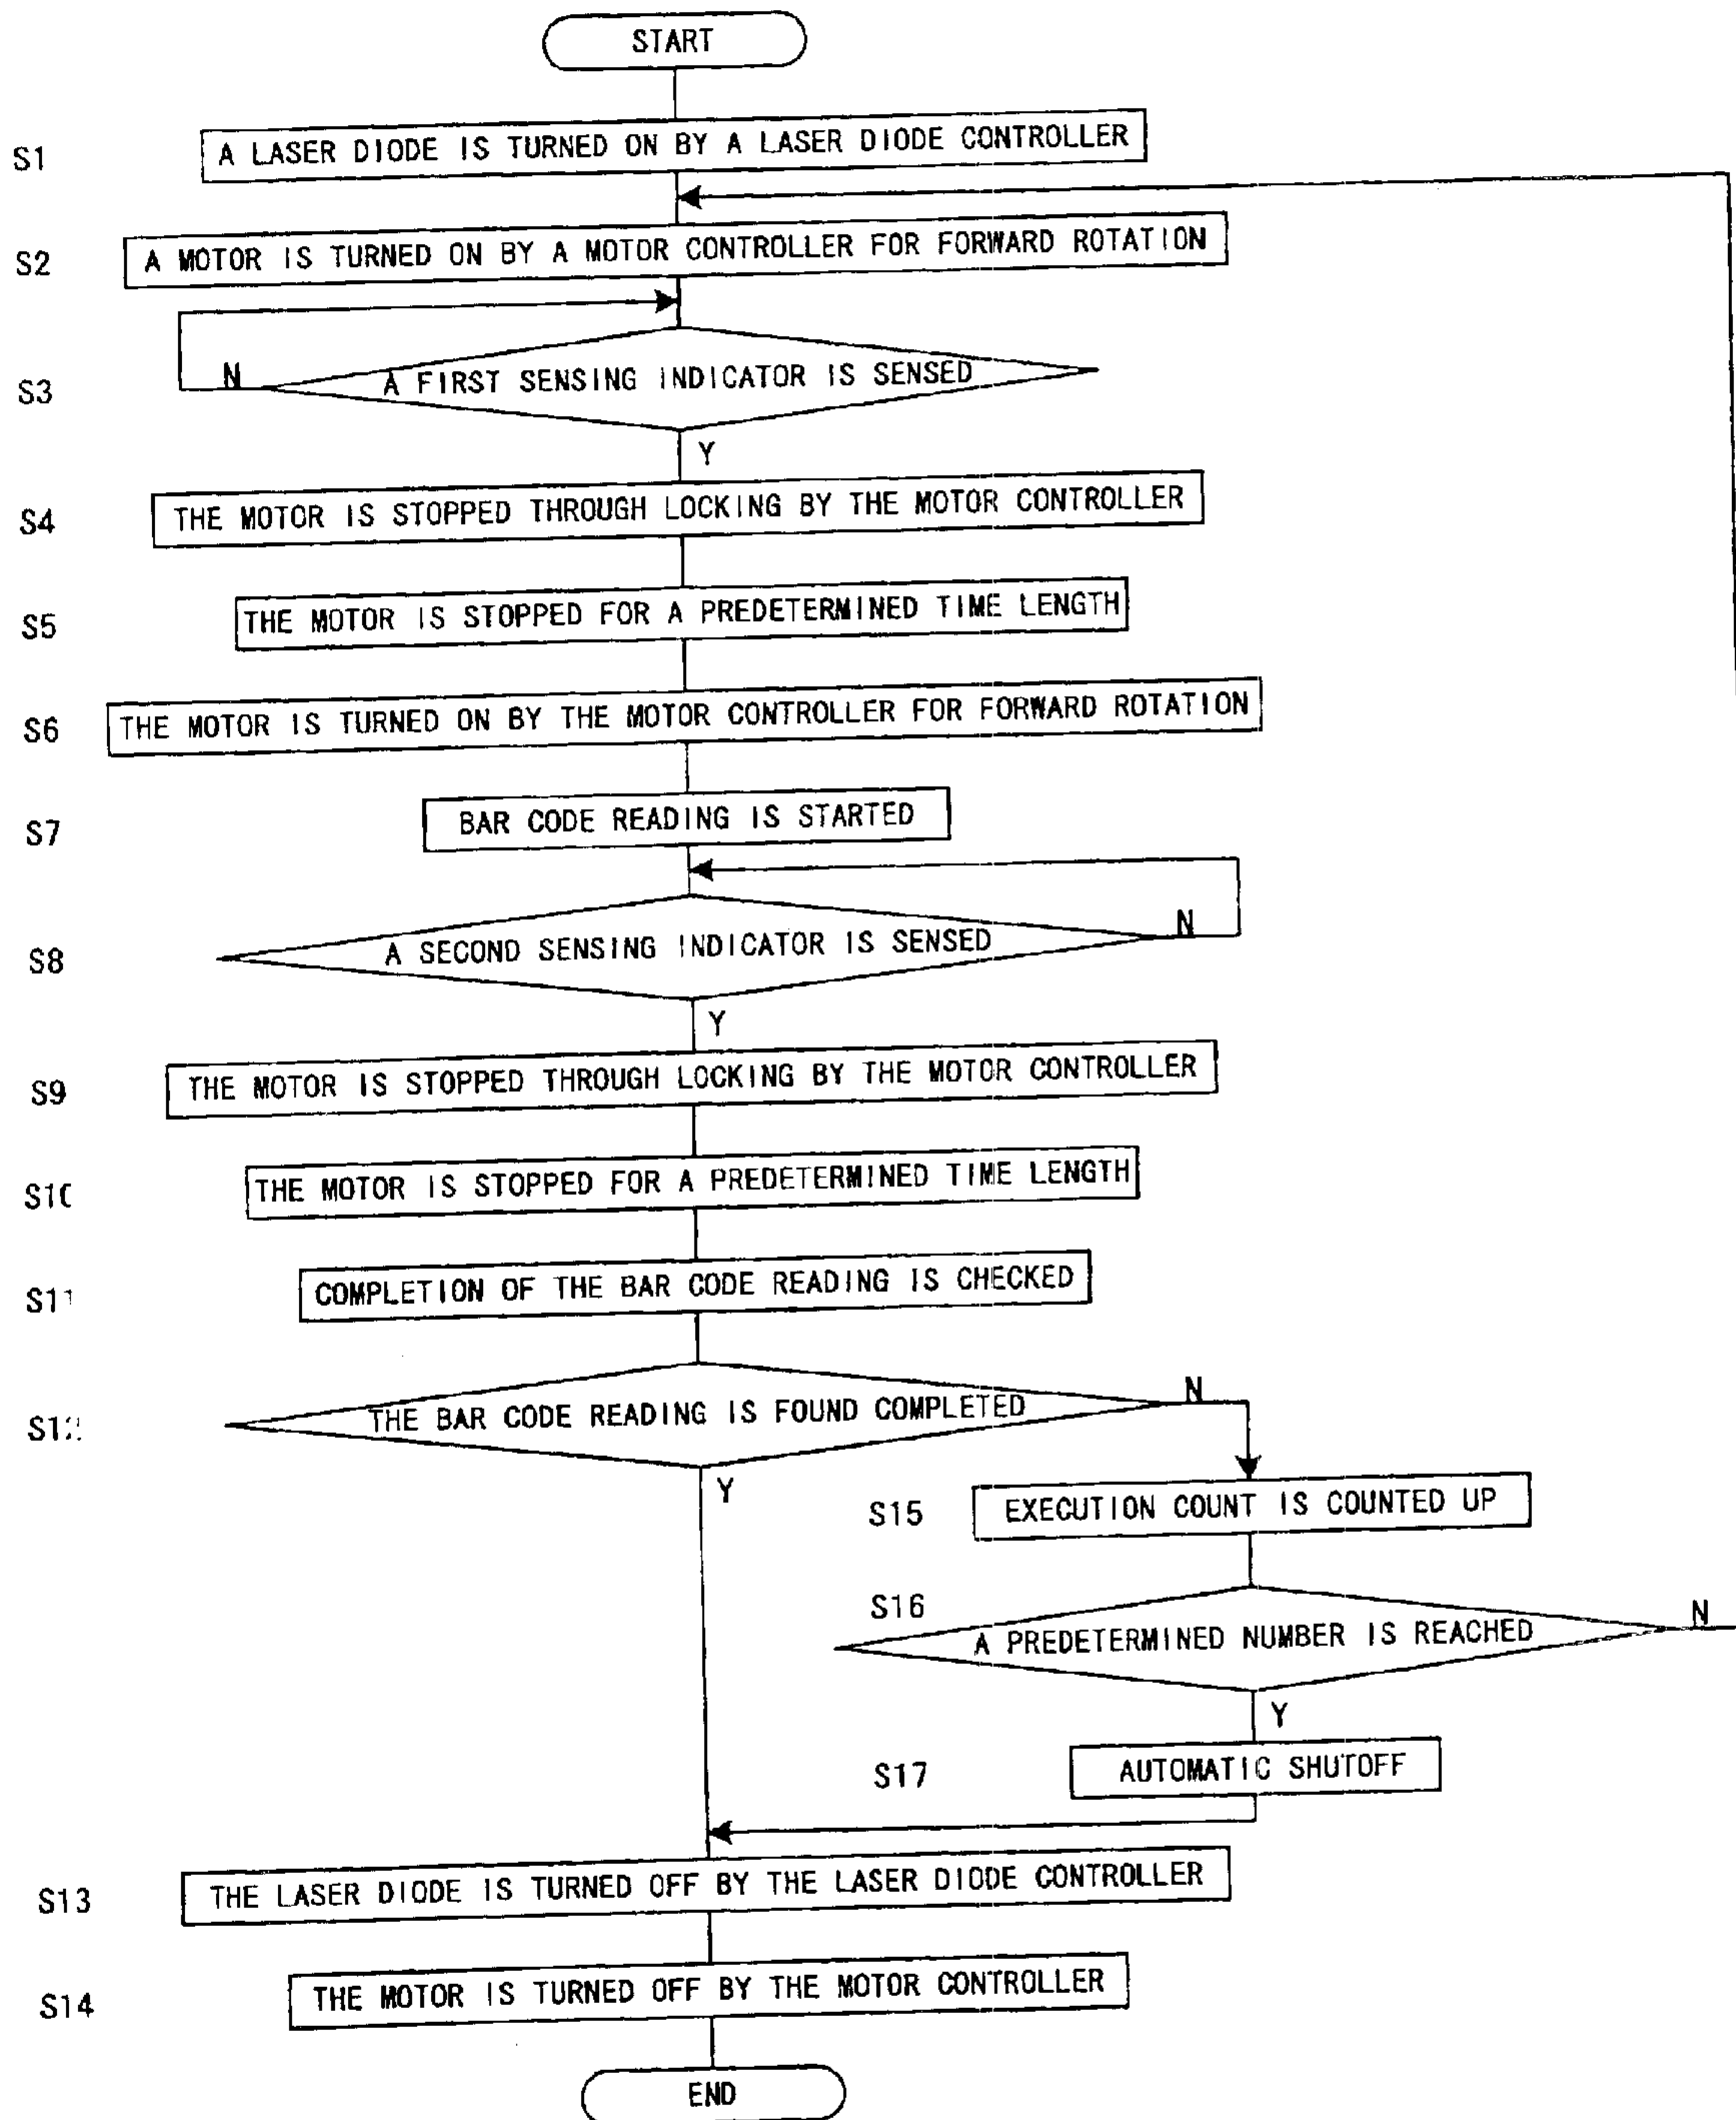 START
S1 A LASER DIODE IS TURNED ON BY A LASER DIODE CONTROLLER
S2 A MOTOR IS TURNED ON BY A MOTOR CONTROLLER FOR FORWARD ROTATION
S3 N A FIRST SENSING INDICATOR IS SENSED
Y
S4 THE MOTOR IS STOPPED THROUGH LOCKING BY THE MOTOR CONTROLLER
S5 THE MOTOR IS STOPPED FOR A PREDETERMINED TIME LENGTH
S6 THE MOTOR IS TURNED ON BY THE MOTOR CONTROLLER FOR FORWARD ROTATION
S7 BAR CODE READING IS STARTED
S8 A SECOND SENSING INDICATOR IS SENSED N
Y
S9 THE MOTOR IS STOPPED THROUGH LOCKING BY THE MOTOR CONTROLLER
S10 THE MOTOR IS STOPPED FOR A PREDETERMINED TIME LENGTH
S11 COMPLETION OF THE BAR CODE READING IS CHECKED
S12 THE BAR CODE READING IS FOUND COMPLETED N
Y
S15 EXECUTION COUNT IS COUNTED UP
S16 A PREDETERMINED NUMBER IS REACHED N
Y
S17 AUTOMATIC SHUTOFF
S13 THE LASER DIODE IS TURNED OFF BY THE LASER DIODE CONTROLLER
S14 THE MOTOR IS TURNED OFF BY THE MOTOR CONTROLLER
END